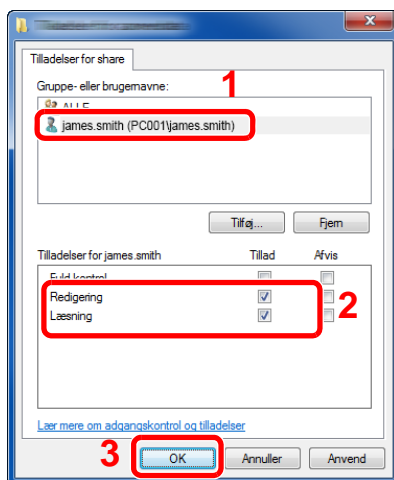 Tilladelser for share
Gruppe- eller brugernavne:
1
ALLE
james.smith (PC001\james.smith)
Tilføj...
Fjern
Tilladelser for james.smith
Tillad
Afvis
Fuld kontrol
Redigering
Læsning
2
Lær mere om adgangskontrol og tilladelser
3
OK
Annuller
Anvend